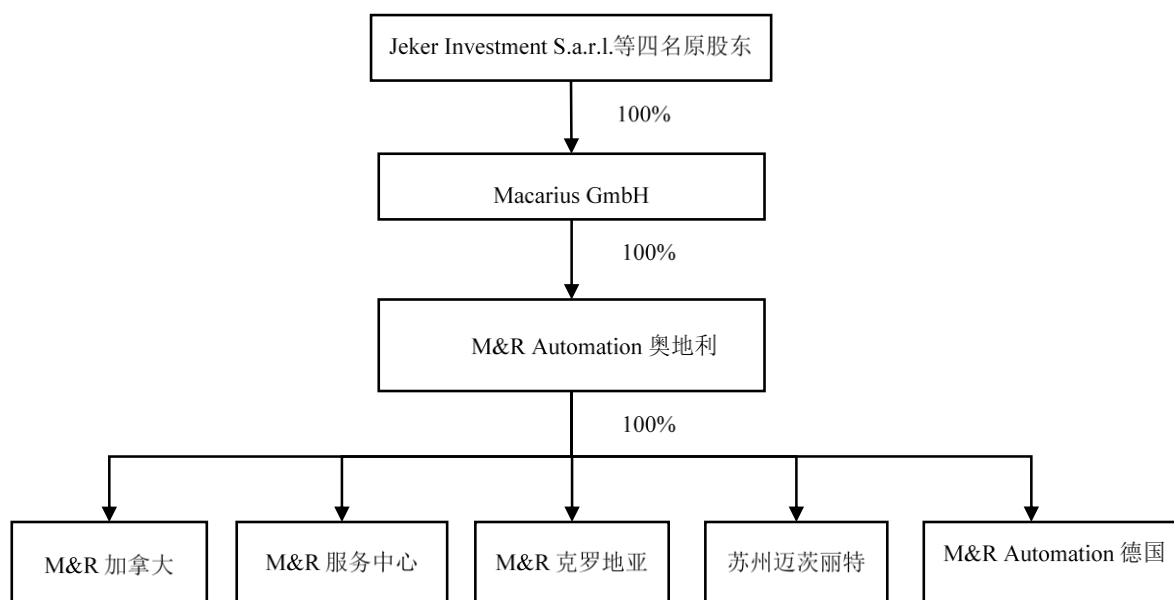 Jeker Investment S.a.r.l.等四名原股东
100%
Macarius GmbH
100%
M&R Automation 奥地利
100%
M&R 加拿大
M&R 服务中心
M&R 克罗地亚
苏州迈茨丽特
M&R Automation 德国